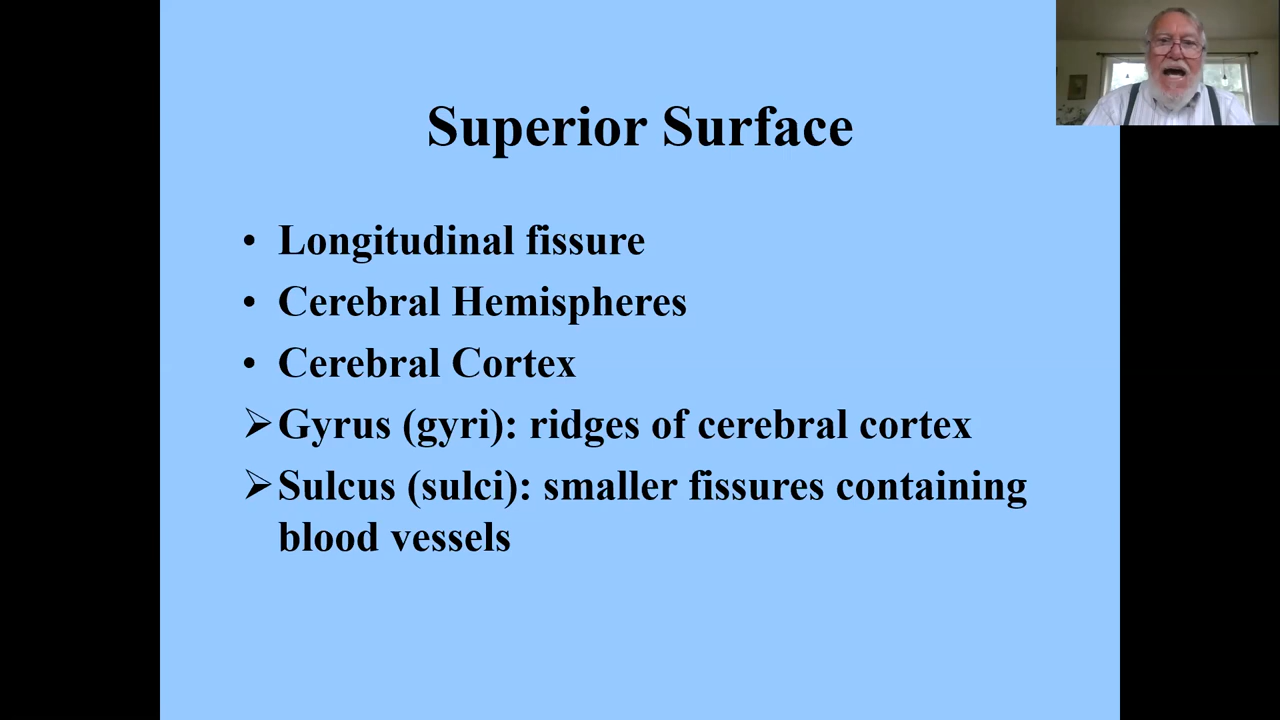 Superior Surface
• Longitudinal fissure
• Cerebral Hemispheres
• Cerebral Cortex
➢ Gyrus (gyri): ridges of cerebral cortex
➢ Sulcus (sulci): smaller fissures containing
blood vessels